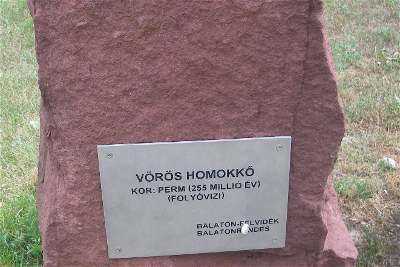 VÖRÖS HOMOKKŐ
KOR: PERM (255 MILLIÓ ÉV)
(FOLYÓVIZI)
BALATON-FELVIDÉK
BALATONRENDES